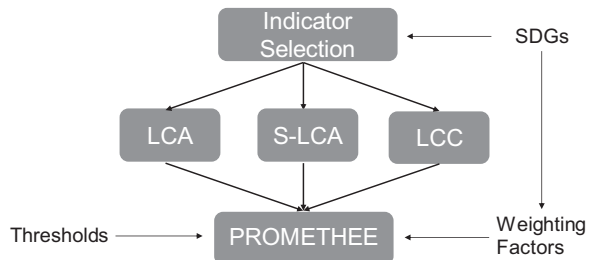 Indicator
Selection
SDGs
LCA
S-LCA
LCC
Thresholds
PROMETHEE
Weighting
Factors